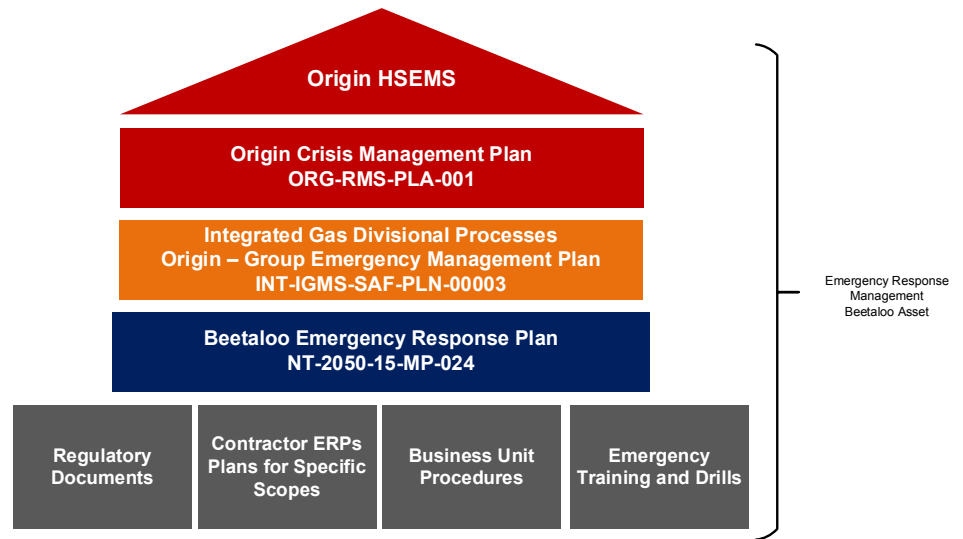 Origin HSEMS
Origin Crisis Management Plan
ORG-RMS-PLA-001
Integrated Gas Divisional Processes
Origin – Group Emergency Management Plan
INT-IGMS-SAF-PLN-00003
Emergency Response
Management
Beetaloo Asset
Beetaloo Emergency Response Plan
NT-2050-15-MP-024
Regulatory
Documents
Contractor ERPs
Plans for Specific
Scopes
Business Unit
Procedures
Emergency
Training and Drills